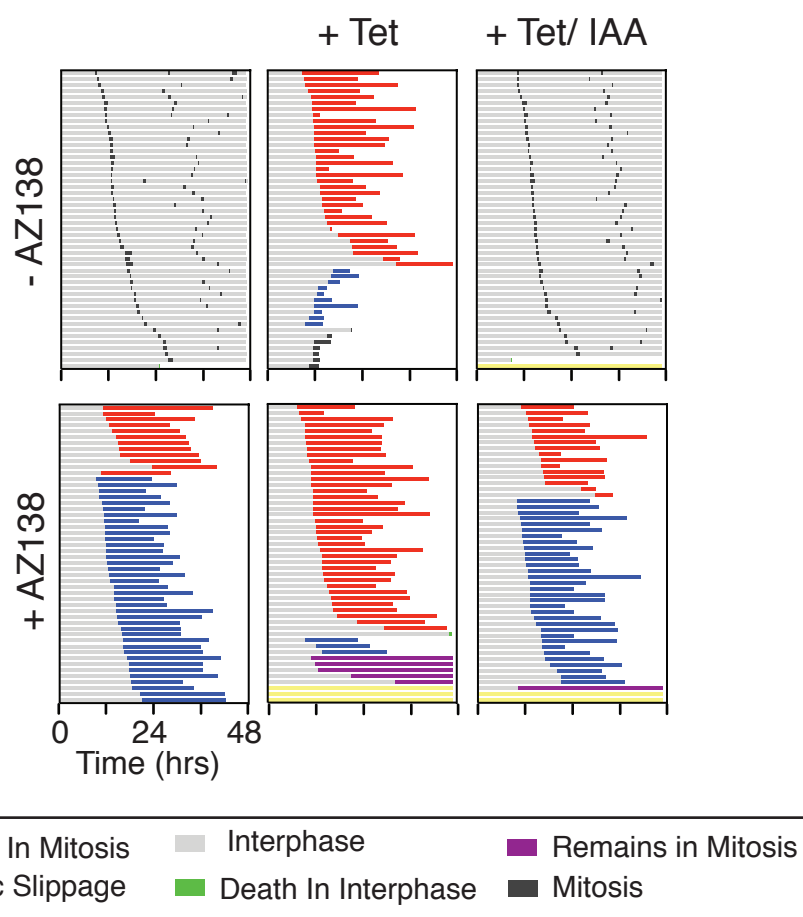 + Tet
+ Tet/ IAA
- AZ138
+ AZ138
0 24 48
Time (hrs)
In Mitosis
Interphase
Remains in Mitosis
Slippage
Death In Interphase
Mitosis